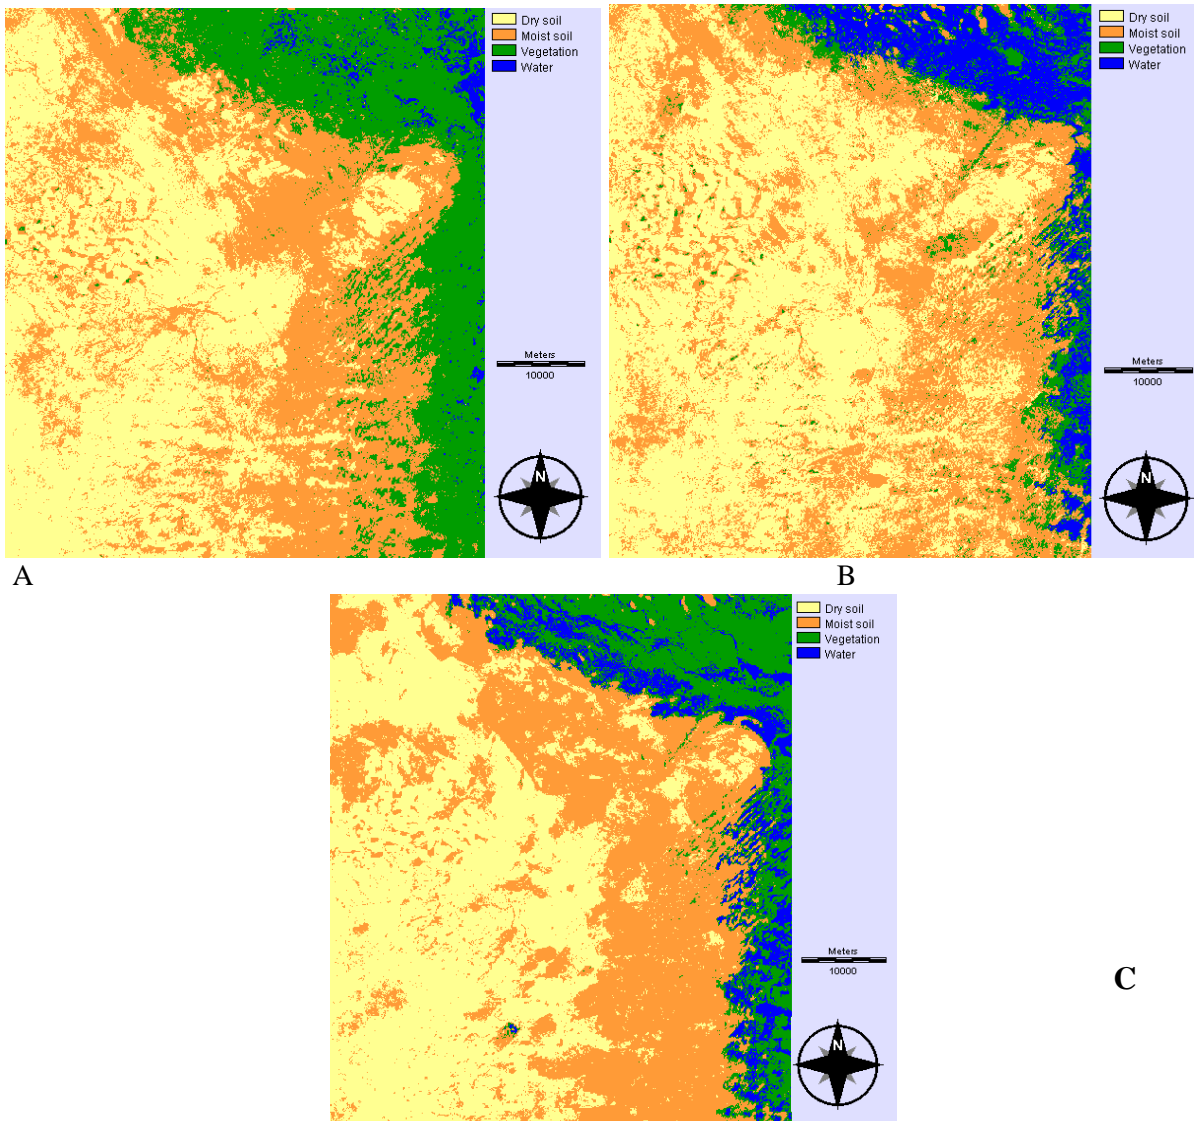 Dry soil
Moist soil
Vegetation
Water
Meters
10000
N
A
Dry soil
Moist soil
Vegetation
Water
Meters
10000
N
B
Dry soil
Moist soil
Vegetation
Water
Meters
10000
N
C